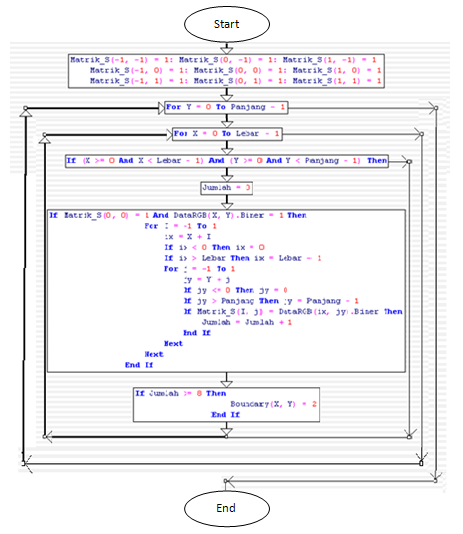 Start
Matrik_S(-1, -1) = 1: Matrik_S(0, -1) = 1: Matrik_S(1, -1) = 1
Matrik_S(-1, 0) = 1: Matrik_S(0, 0) = 1: Matrik_S(1, 0) = 1
Matrik_S(-1, 1) = 1: Matrik_S(0, 1) = 1: Matrik_S(1, 1) = 1
For Y = 0 To Panjang - 1
For X = 0 To Lebar - 1
If (X >= 0 And X < Lebar - 1) And (Y >= 0 And Y < Panjang - 1) Then
Jumlah =
If Matrik_S(0, 0) = 1 And DataRGB(X, Y).Biner = 1 Then
For I = -1 To 1
ix = X + I
If ix < 0 Then ix = 0
If ix > Lebar Then ix = Lebar - 1
For j = -1 To 1
jy = Y + j
If jy <= 0 Then jy = 0
If jy > Panjang Then jy = Panjang - 1
If Matrik_S(I, j) = DataRGB(ix, jy).Biner Then
Jumlah = Jumlah + 1
End If
Next
Next
End If
If Jumlah >= 8 Then
Boundary(X, Y) = 2
End If
End